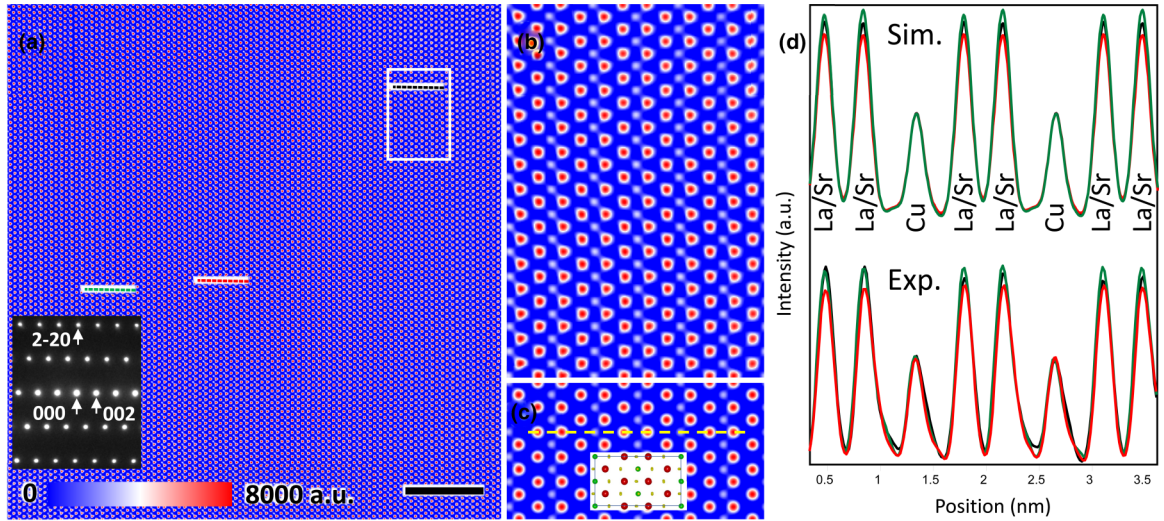 (a)
2-20
000
002
0
8000 a.u.
(b)
(c)
(d)
Sim.
La/Sr
La/Sr
Cu
La/Sr
La/Sr
Cu
La/Sr
La/Sr
Exp.
Intensity (a.u.)
0.5 1 1.5 2 2.5 3 3.5
Position (nm)